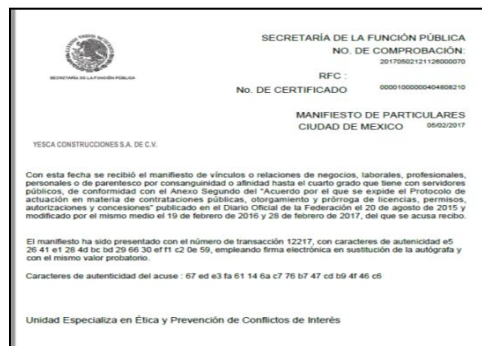 SECRETARÍA DE LA FUNCIÓN PÚBLICA
NO. DE COMPROBACIÓN:
20170502121126000070
RFC :
No. DE CERTIFICADO 00001000000404808210
SECRETARÍA DE LA FUNCIÓN PÚBLICA
MANIFIESTO DE PARTICULARES
CIUDAD DE MEXICO 05/02/2017
YESCA CONSTRUCCIONES S.A. DE C.V.
Con esta fecha se recibió el manifiesto de vínculos o relaciones de negocios, laborales, profesionales,
personales o de parentesco por consanguinidad o afinidad hasta el cuarto grado que tiene con servidores
públicos, de conformidad con el Anexo Segundo del "Acuerdo por el que se expide el Protocolo de
actuación en materia de contrataciones públicas, otorgamiento y prórroga de licencias, permisos,
autorizaciones y concesiones" publicado en el Diario Oficial de la Federación el 20 de agosto de 2015 y
modificado por el mismo medio el 19 de febrero de 2016 y 28 de febrero de 2017, del que se acusa recibo.
El manifiesto ha sido presentado con el número de transacción 12217, con caracteres de autenticidad e5
26 41 e1 28 4d bc bd 29 66 30 ef f1 c2 0e 59, empleando firma electrónica en sustitución de la autógrafa y
con el mismo valor probatorio.
Caracteres de autenticidad del acuse : 67 ed e3 fa 61 14 6a c7 76 b7 47 cd b9 4f 46 c6
Unidad Especializa en Ética y Prevención de Conflictos de Interés